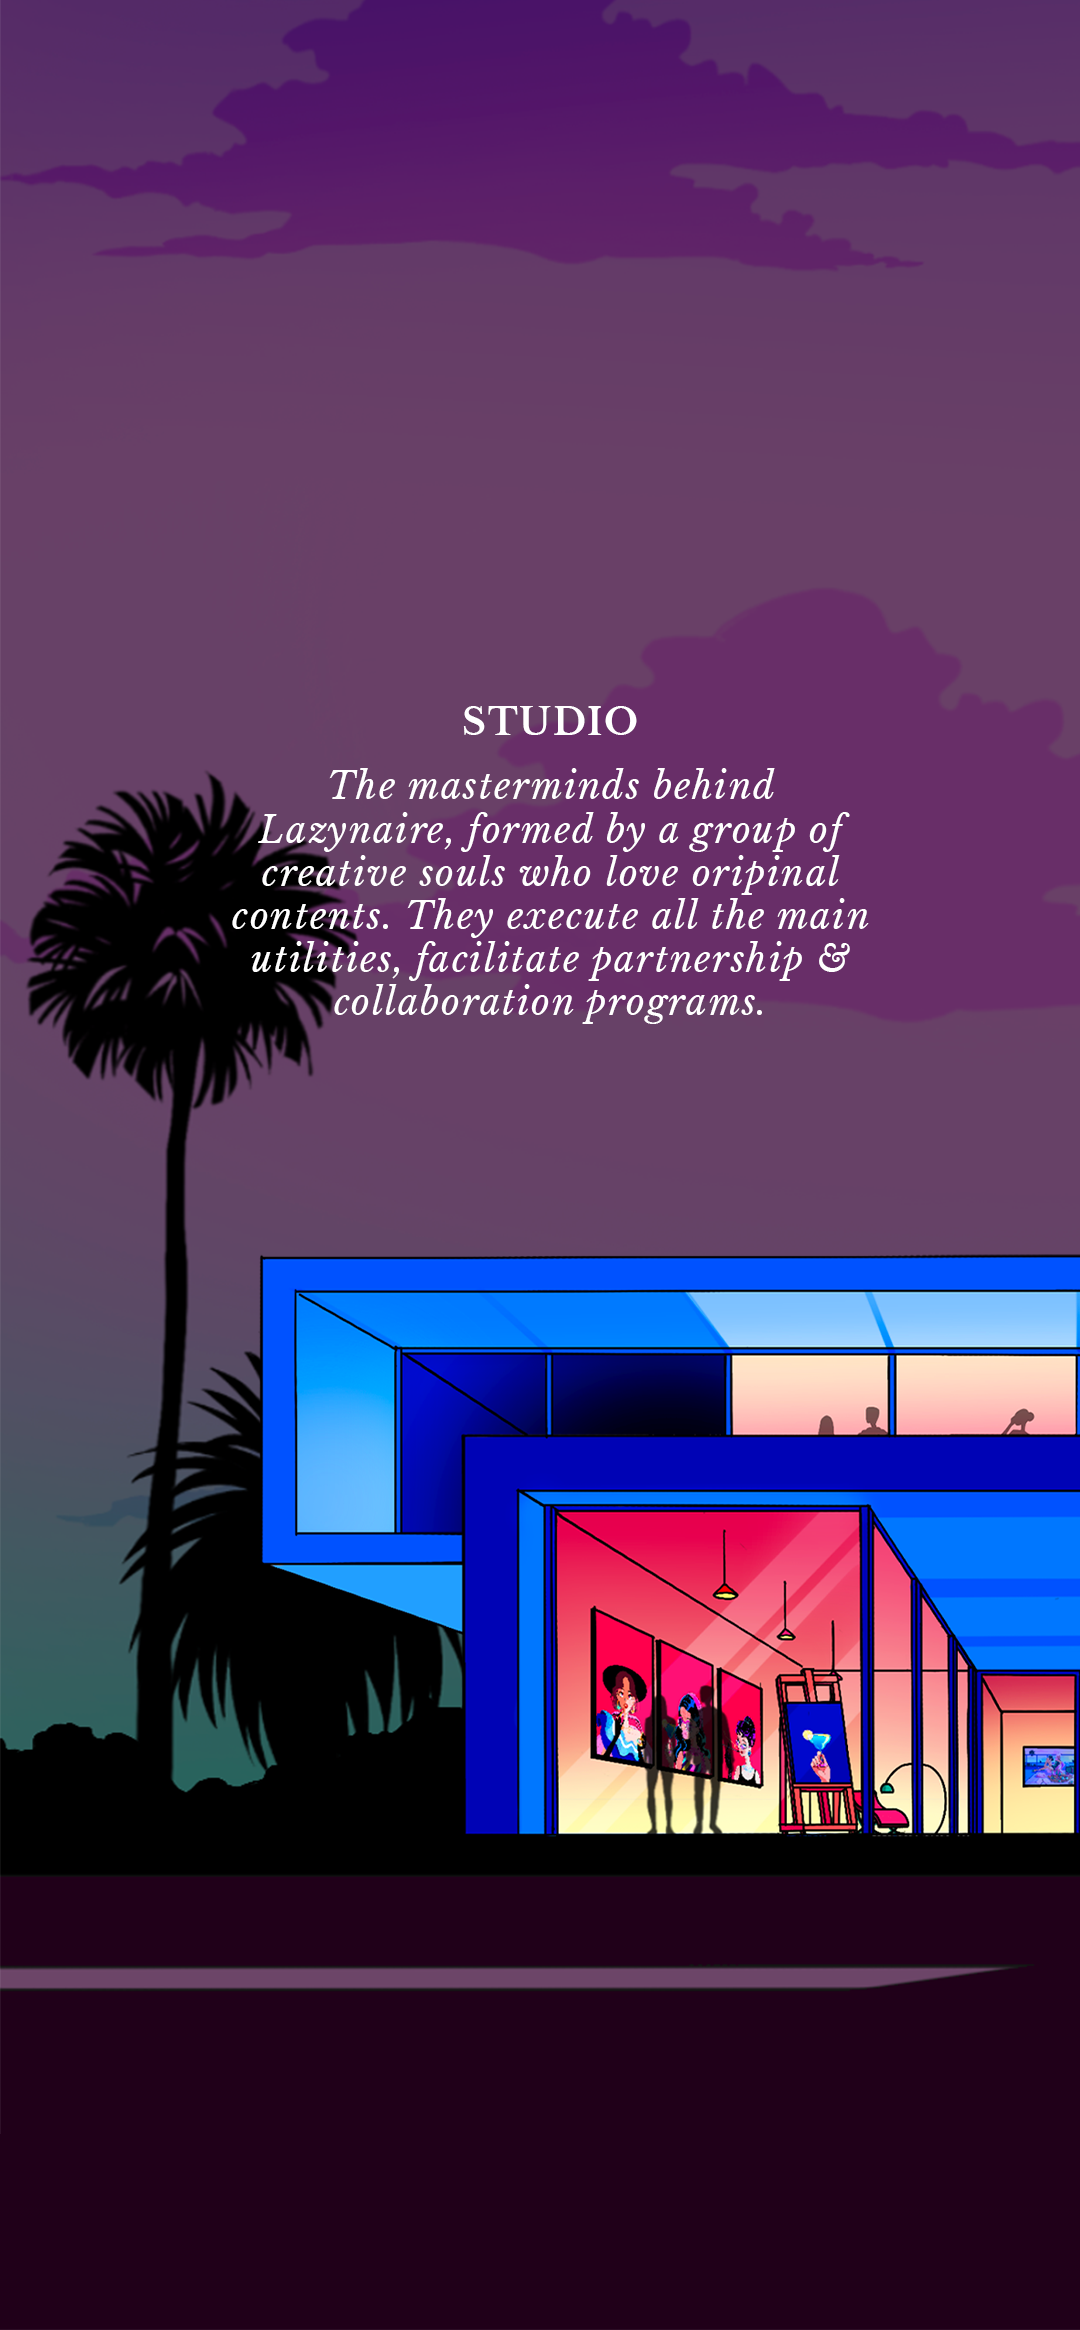 STUDIO
The masterminds behind
Lazynaire, formed by a group of
creative souls who love oripinal
contents. They execute all the main
utilities, facilitate partnership &
collaboration programs.